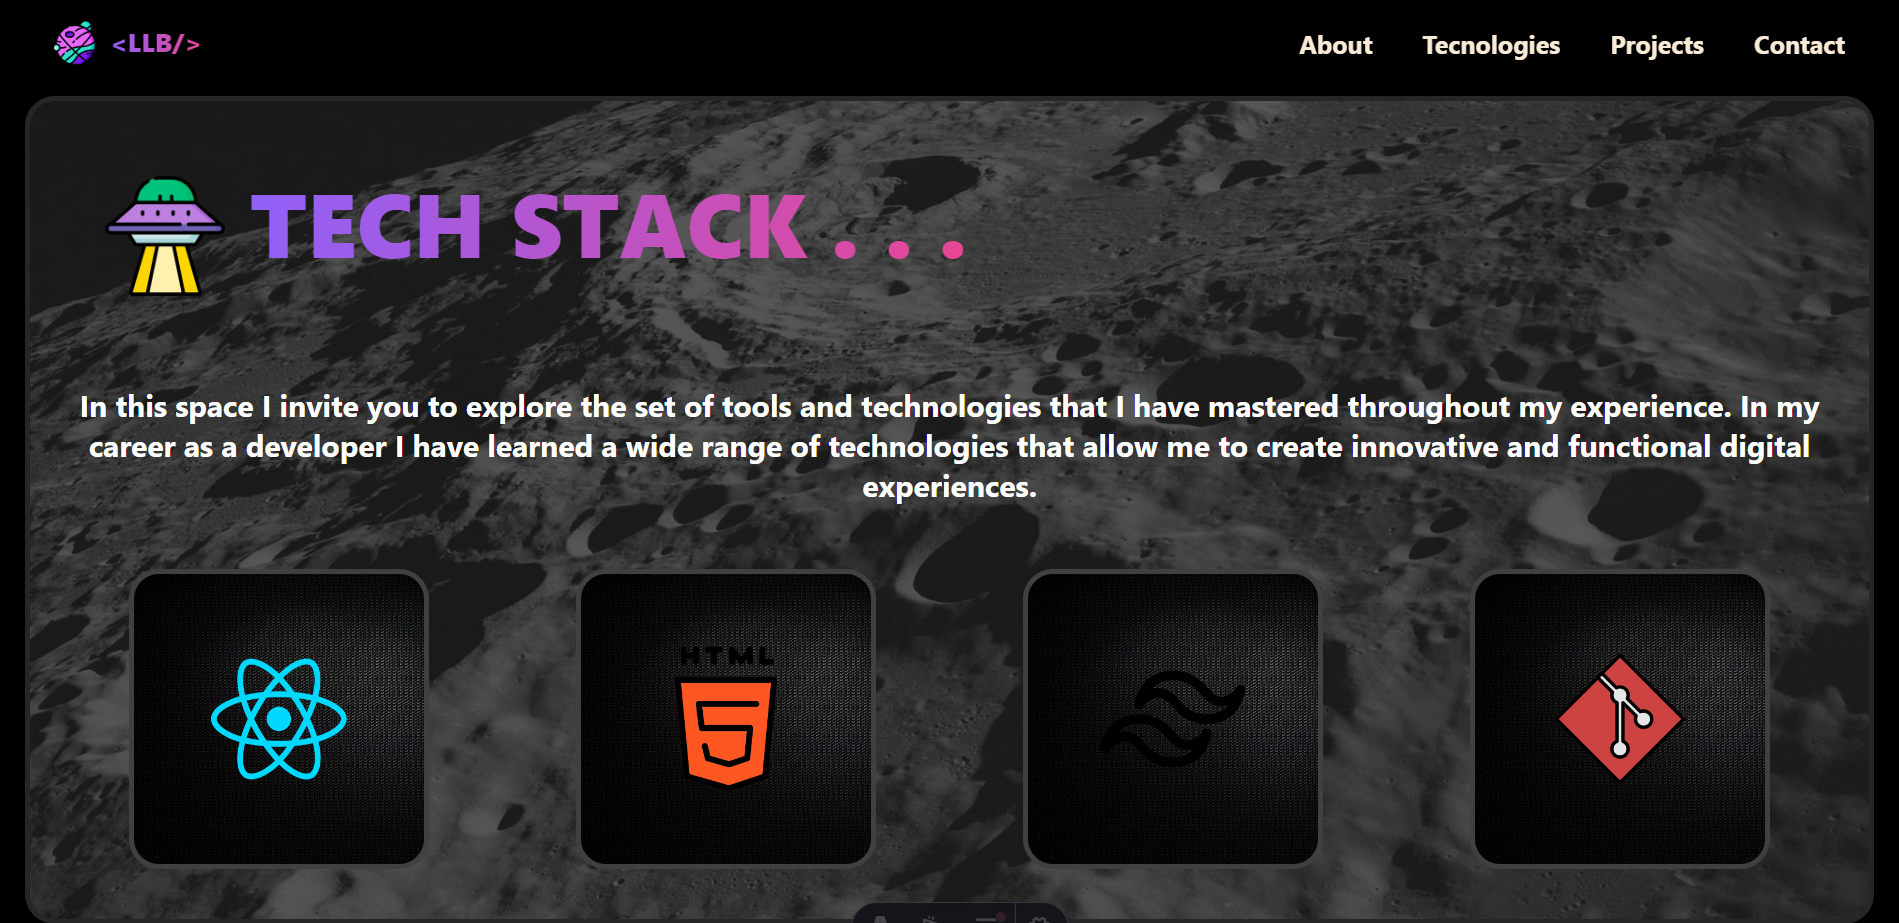 <LLB/>
About
Tecnologies
Projects
Contact
TECH STACK . . .
In this space I invite you to explore the set of tools and technologies that I have mastered throughout my experience. In my
career as a developer I have learned a wide range of technologies that allow me to create innovative and functional digital
experiences.
HTML
5